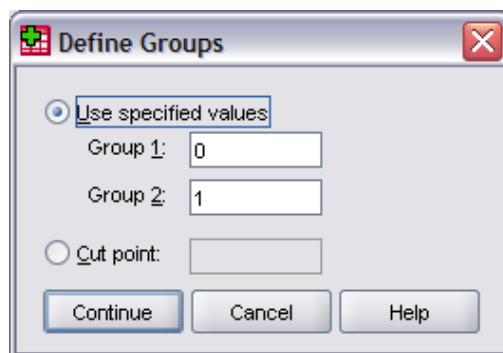 Define Groups
Use specified values
Group 1: 0
Group 2: 1
Cut point:
Continue Cancel Help